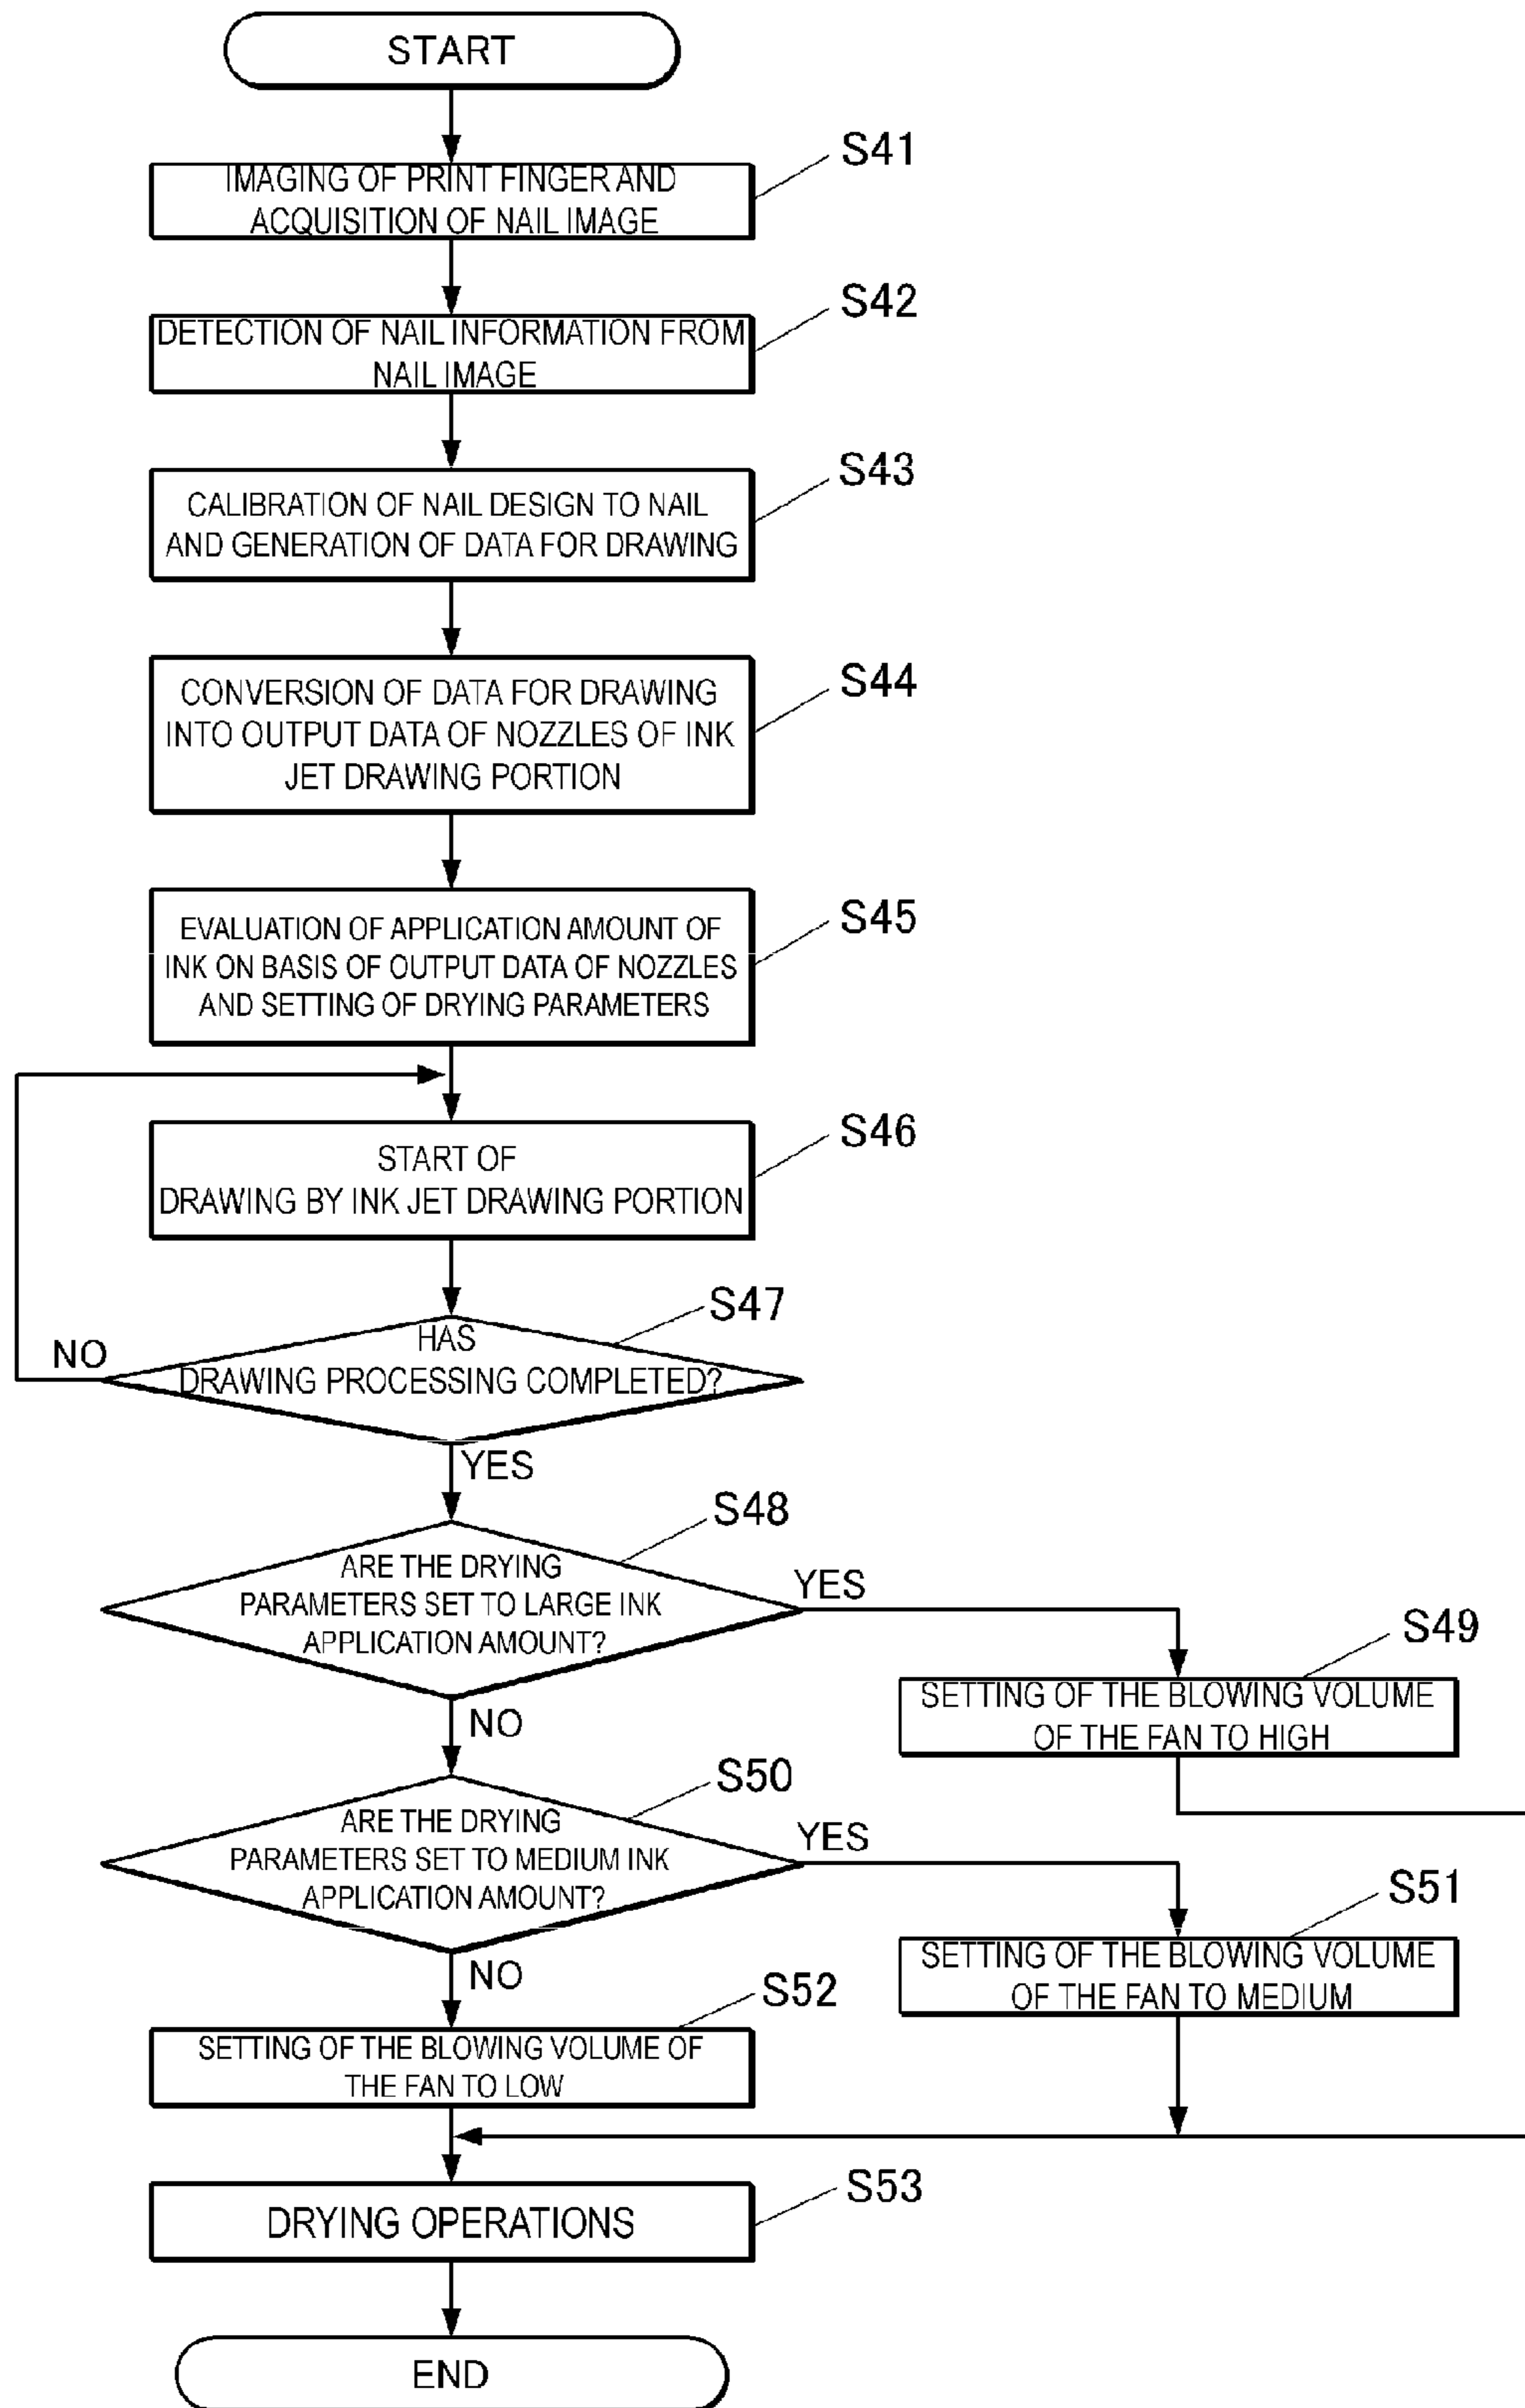 START
S41
IMAGING OF PRINT FINGER AND
ACQUISITION OF NAIL IMAGE
S42
DETECTION OF NAIL INFORMATION FROM
NAIL IMAGE
S43
CALIBRATION OF NAIL DESIGN TO NAIL
AND GENERATION OF DATA FOR DRAWING
S44
CONVERSION OF DATA FOR DRAWING
INTO OUTPUT DATA OF NOZZLES OF INK
JET DRAWING PORTION
S45
EVALUATION OF APPLICATION AMOUNT OF
INK ON BASIS OF OUTPUT DATA OF NOZZLES
AND SETTING OF DRYING PARAMETERS
S46
START OF
DRAWING BY INK JET DRAWING PORTION
S47
HAS
DRAWING PROCESSING COMPLETED?
NO
YES
S48
ARE THE DRYING
PARAMETERS SET TO LARGE INK
APPLICATION AMOUNT?
YES
S49
SETTING OF THE BLOWING VOLUME
OF THE FAN TO HIGH
NO
S50
ARE THE DRYING
PARAMETERS SET TO MEDIUM INK
APPLICATION AMOUNT?
YES
S51
SETTING OF THE BLOWING VOLUME
OF THE FAN TO MEDIUM
NO
S52
SETTING OF THE BLOWING VOLUME OF
THE FAN TO LOW
S53
DRYING OPERATIONS
END